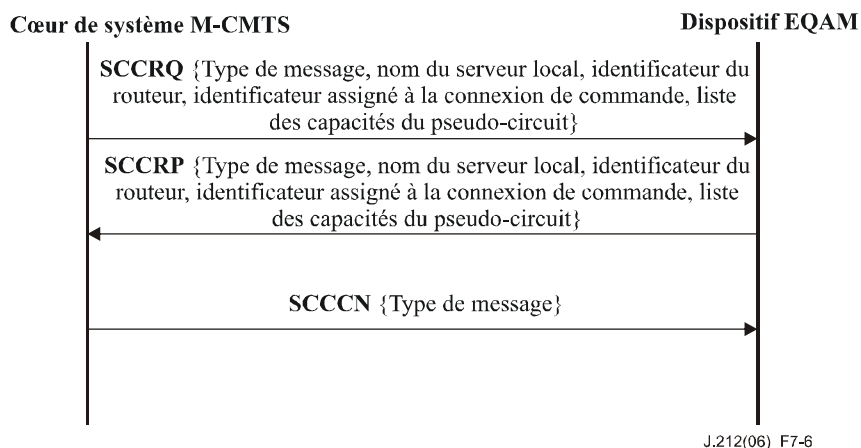 Cœur de système M-CMTS
Dispositif EQAM
SCCRQ {Type de message, nom du serveur local, identificateur du
routeur, identificateur assigné à la connexion de commande, liste
des capacités du pseudo-circuit}
SCCRP {Type de message, nom du serveur local, identificateur du
routeur, identificateur assigné à la connexion de commande, liste
des capacités du pseudo-circuit}
SCCCN {Type de message}
J.212(06)_F7-6